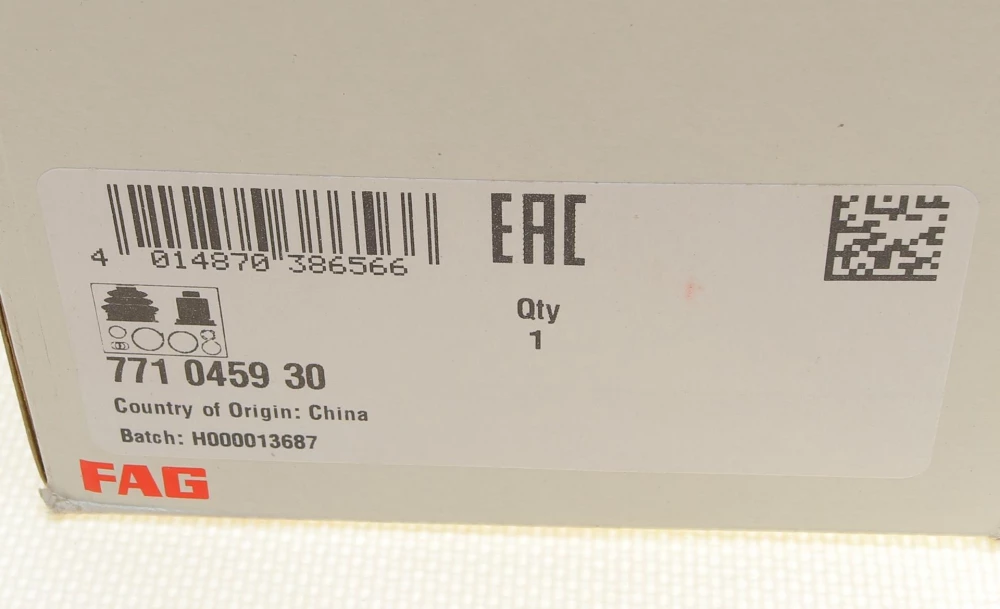 4 014870 386566
EAC
Qty
1
771 0459 30
Country of Origin: China
Batch: H000013687
FAG